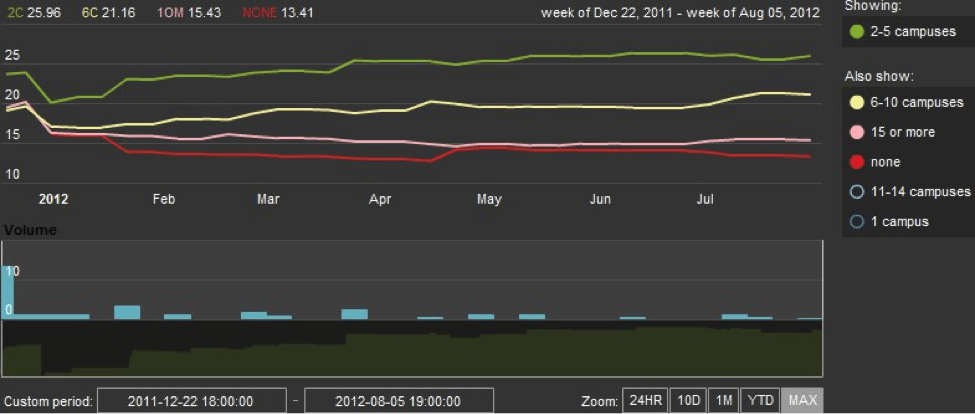 2C 25.96 6C 21.16 1OM 15.43 NONE 13.41 week of Dec 22, 2011 - week of Aug 05, 2012
Showing:
2-5 campuses
Also show:
6-10 campuses
15 or more
none
11-14 campuses
1 campus
25
20
15
10
2012 Feb Mar Apr May Jun Jul
Volume
10
0
Custom period: 2011-12-22 18:00:00 - 2012-08-05 19:00:00 Zoom: 24HR 10D 1M YTD MAX